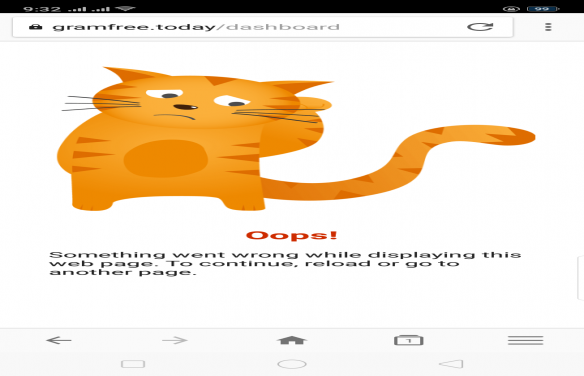 9:32
99
gramfree.today/dashboard
Oops!
Something went wrong while displaying this
web page. To continue, reload or go to
another page.
1